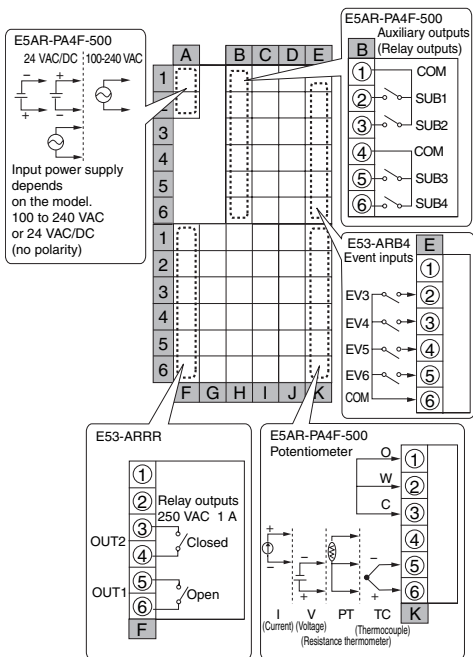 E5AR-PA4F-500
24 VAC/DC 100-240 VAC
− +
+ −
Input power supply
depends
on the model.
100 to 240 VAC
or 24 VAC/DC
(no polarity)
A B C D E
1
3
4
5
6
1
2
3
4
5
6
F G H I J K
E5AR-PA4F-500
Auxiliary outputs
(Relay outputs)
B
1 COM
2 SUB1
3 SUB2
4 COM
5 SUB3
6 SUB4
E53-ARB4
Event inputs
E
1
EV3 2
EV4 3
EV5 4
EV6 5
COM 6
E53-ARRR
1
2
Relay outputs
250 VAC 1 A
3
OUT2 Closed
4
5
OUT1 Open
6
F
E5AR-PA4F-500
Potentiometer
O 1
W 2
C 3
4
+ − − 5
− + + 6
I V PT TC K
(Current) (Voltage) (Thermocouple)
(Resistance thermometer)